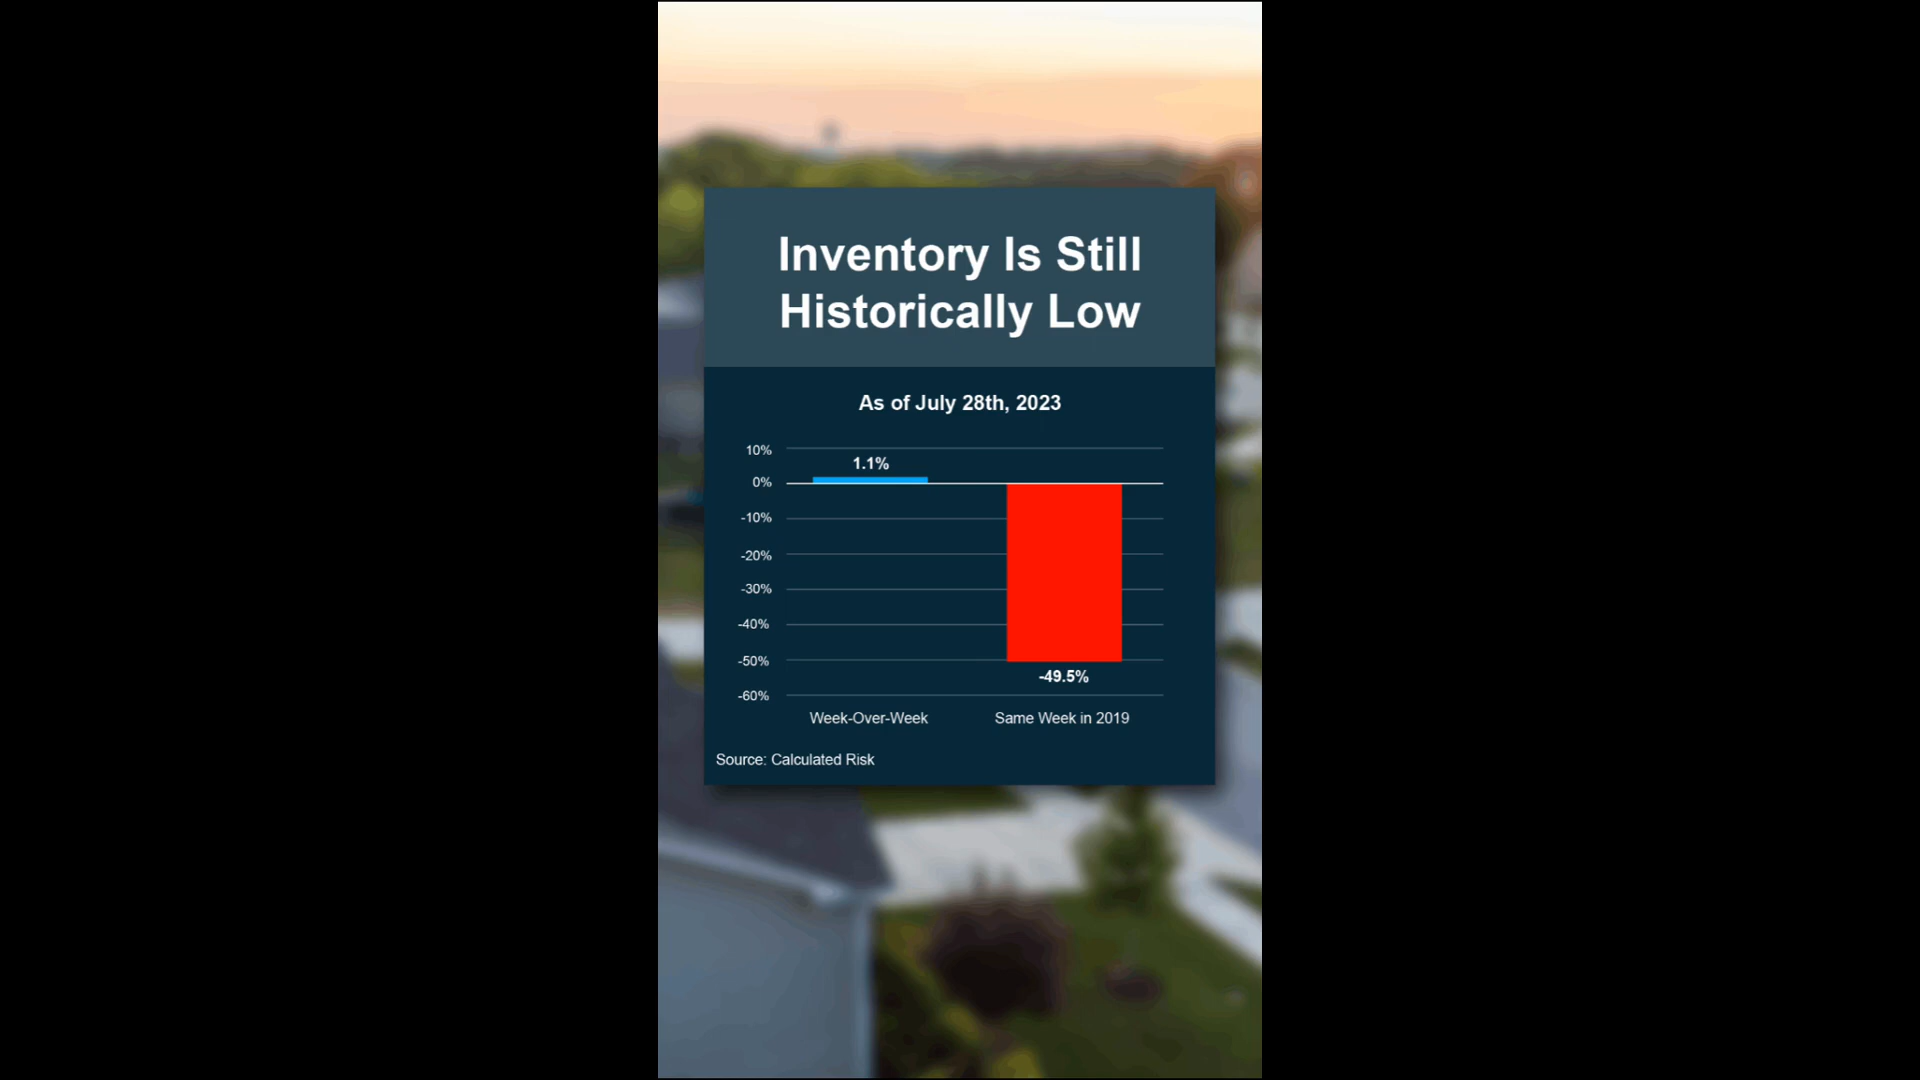 Inventory Is Still
Historically Low
As of July 28th, 2023
10%
1.1%
0%
-10%
-20%
-30%
-40%
-50%
-49.5%
-60%
Week-Over-Week Same Week in 2019
Source: Calculated Risk